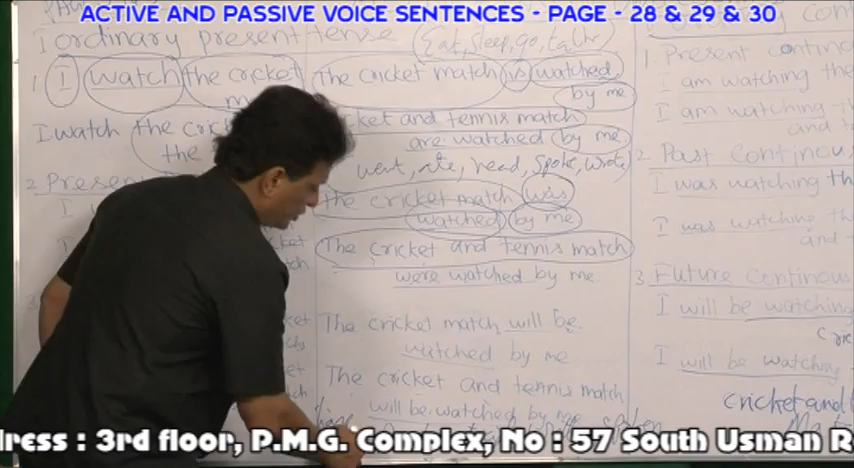 ACTIVE AND PASSIVE VOICE SENTENCES - PAGE - 28 & 29 & 30
I ordinary present tense (Eat, sleep, go, talk
1. I watch the cricket
The cricket match is watched
by me
I watch the cric
the
cket and tennis match
are watched by me
went, ate, read, spoke, wrote
2. Present
I
The cricket match was
watched by me
The cricket and tennis match
were watched by me.
3
The cricket match will be
watched by me
The cricket and tennis match
will be watched by me
1. Present continu
I am watching the
I am watching th
and t
2. Past Continou
I was watching th
I was watching the
and
3. Future Continous
I will be watching
cric
I will be watching
cricket and
dress : 3rd floor, P.M.G. Complex, No : 57 South Usman R